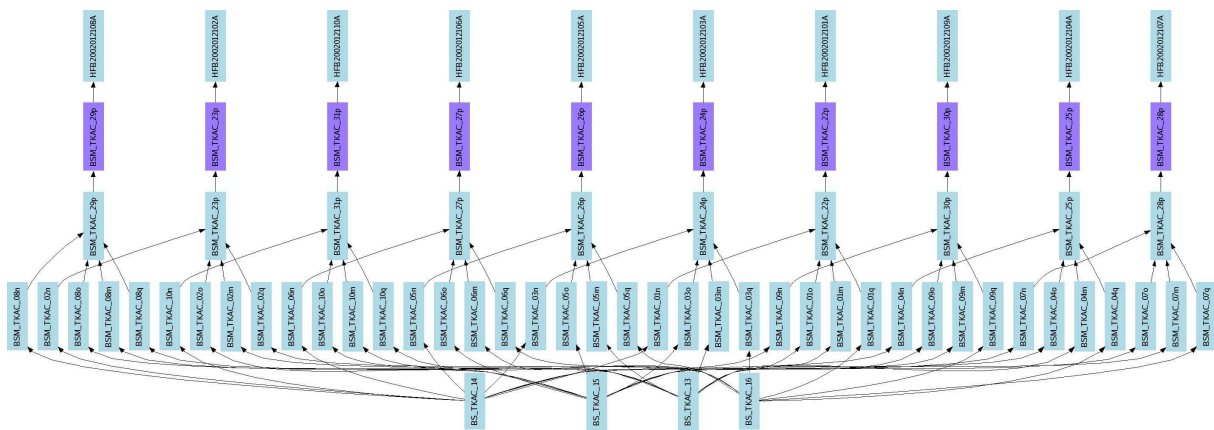 HFB2002012108A
HFB2002012102A
HFB2002012110A
HFB2002012106A
HFB2002012105A
HFB2002012103A
HFB2002012101A
HFB2002012109A
HFB2002012104A
HFB2002012107A
BSM_TKAC_29p
BSM_TKAC_23p
BSM_TKAC_31p
BSM_TKAC_27p
BSM_TKAC_26p
BSM_TKAC_24p
BSM_TKAC_22p
BSM_TKAC_30p
BSM_TKAC_25p
BSM_TKAC_28p
BSM_TKAC_29p
BSM_TKAC_23p
BSM_TKAC_31p
BSM_TKAC_27p
BSM_TKAC_26p
BSM_TKAC_24p
BSM_TKAC_22p
BSM_TKAC_30p
BSM_TKAC_25p
BSM_TKAC_28p
BSM_TKAC_08n
BSM_TKAC_02n
BSM_TKAC_08o
BSM_TKAC_08m
BSM_TKAC_08q
BSM_TKAC_10n
BSM_TKAC_02o
BSM_TKAC_02m
BSM_TKAC_02q
BSM_TKAC_06n
BSM_TKAC_10o
BSM_TKAC_10m
BSM_TKAC_10q
BSM_TKAC_05n
BSM_TKAC_06o
BSM_TKAC_06m
BSM_TKAC_06q
BSM_TKAC_03n
BSM_TKAC_05o
BSM_TKAC_05m
BSM_TKAC_05q
BSM_TKAC_01n
BSM_TKAC_03o
BSM_TKAC_03m
BSM_TKAC_03q
BSM_TKAC_09n
BSM_TKAC_01o
BSM_TKAC_01m
BSM_TKAC_01q
BSM_TKAC_04n
BSM_TKAC_09o
BSM_TKAC_09m
BSM_TKAC_09q
BSM_TKAC_07n
BSM_TKAC_04o
BSM_TKAC_04m
BSM_TKAC_04q
BSM_TKAC_07o
BSM_TKAC_07m
BSM_TKAC_07q
BS_TKAC_14
BS_TKAC_15
BS_TKAC_13
BS_TKAC_16